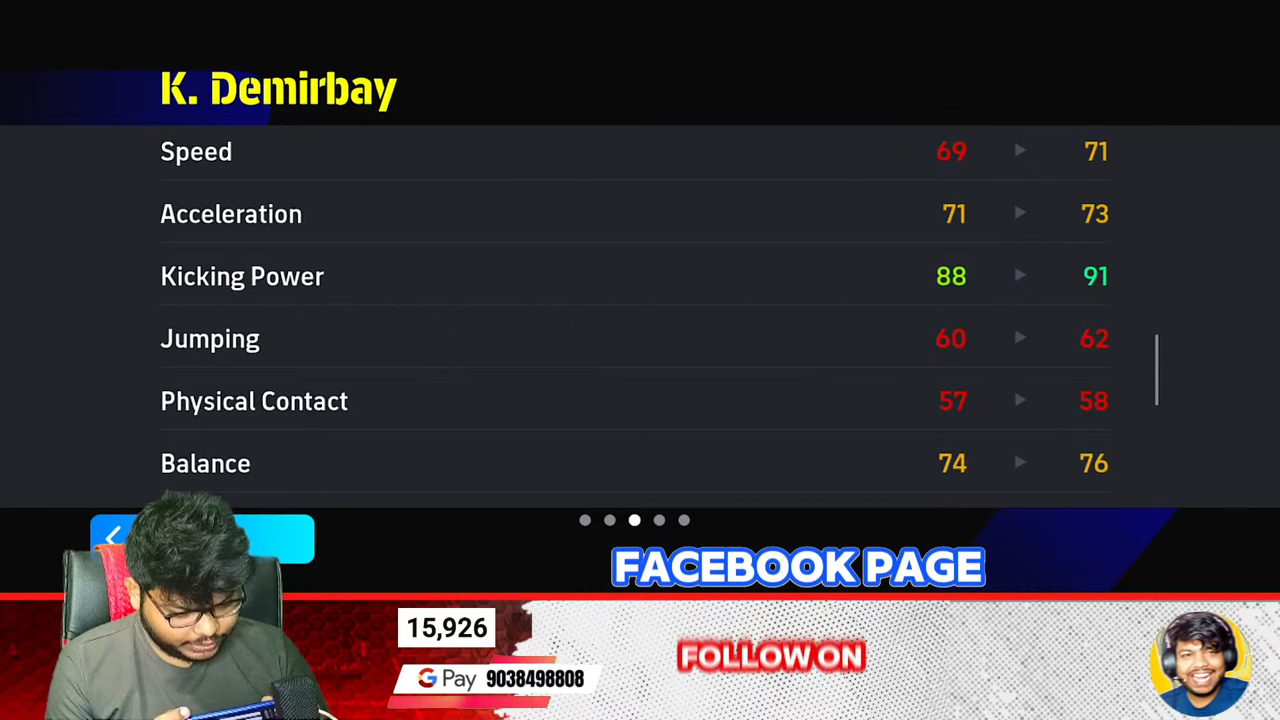 K. Demirbay
Speed 69 71
Acceleration 71 73
Kicking Power 88 91
Jumping 60 62
Physical Contact 57 58
Balance 74 76
FACEBOOK PAGE
15,926
FOLLOW ON
G Pay 9038498808